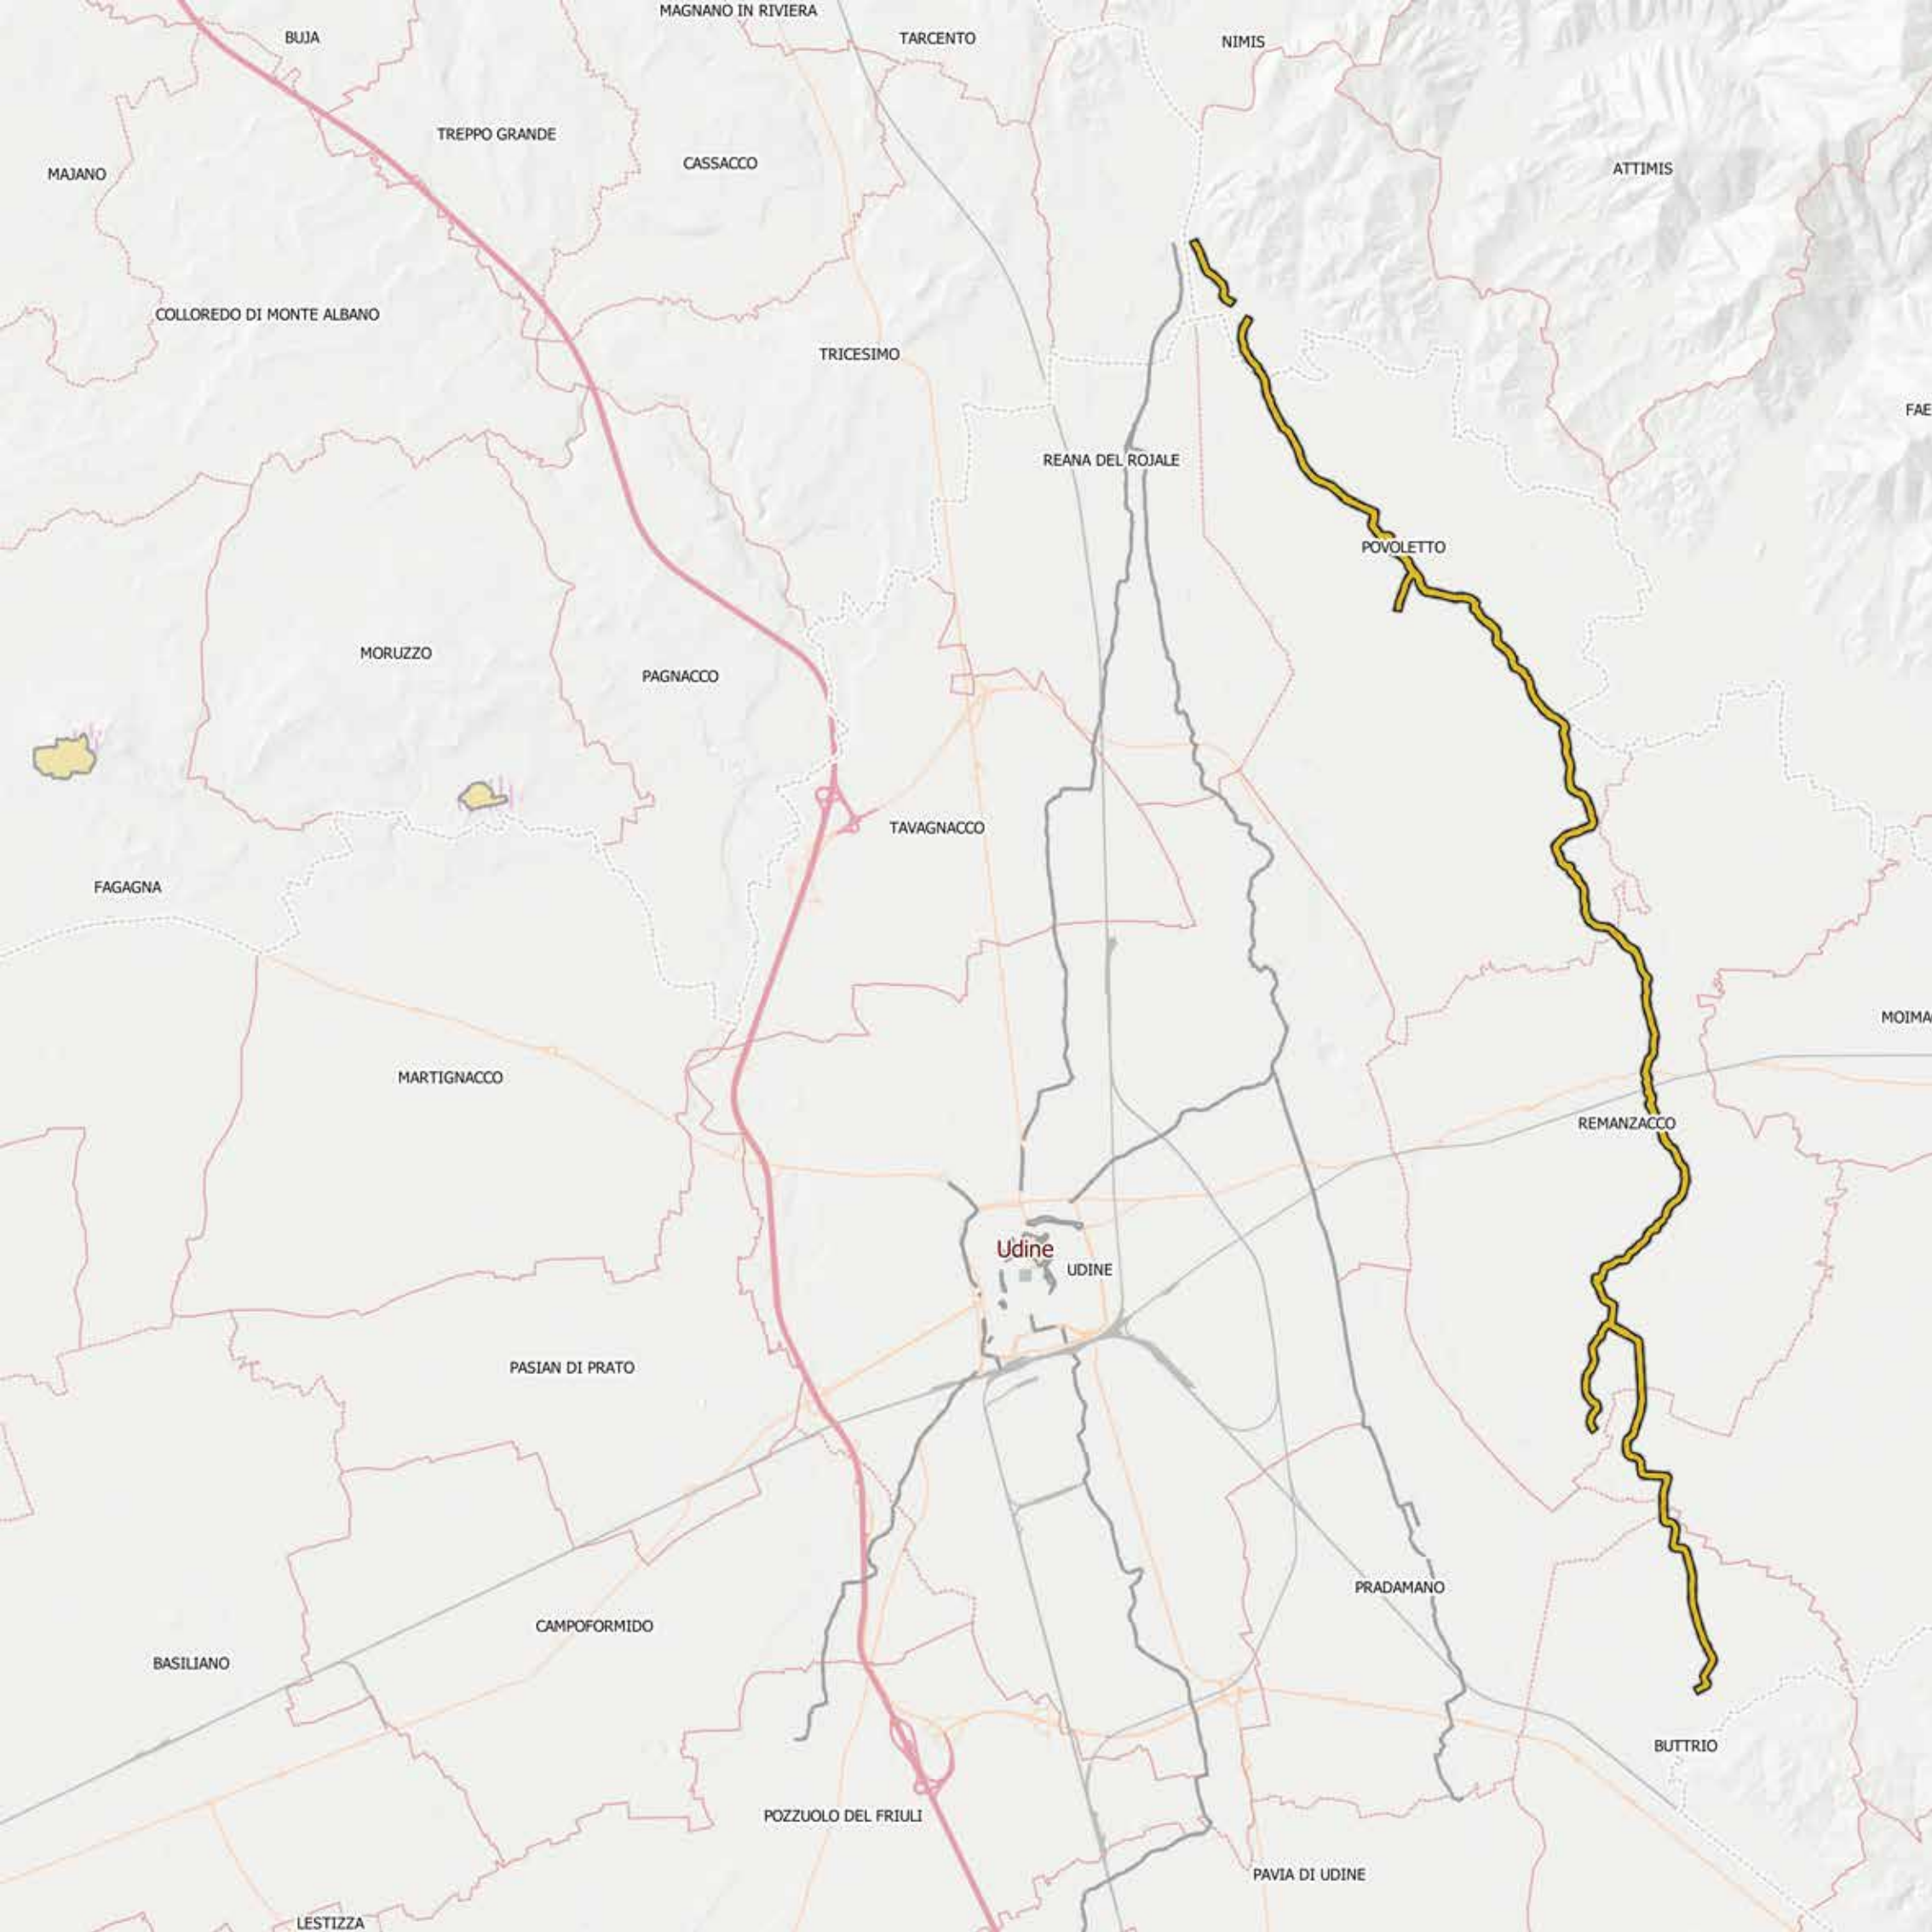 MAGNANO IN RIVIERA
BUJA
TARCENTO
NIMIS
TREPPO GRANDE
CASSACCO
ATTIMIS
MAJANO
COLLOREDO DI MONTE ALBANO
TRICESIMO
FAE
REANA DEL ROJALE
POVOLETTO
MORUZZO
PAGNACCO
TAVAGNACCO
FAGAGNA
MOIMA
MARTIGNACCO
REMANZACCO
Udine
UDINE
PASIAN DI PRATO
PRADAMANO
CAMPOFORMIDO
BASILIANO
BUTTRIO
POZZUOLO DEL FRIULI
PAVIA DI UDINE
LESTIZZA